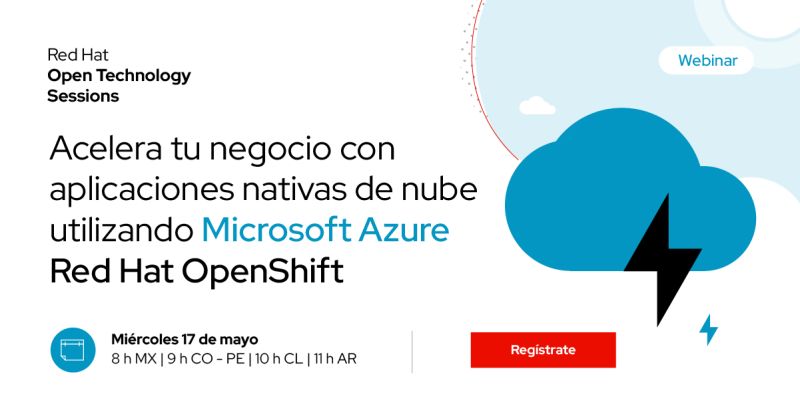 Red Hat
Open Technology
Sessions
Webinar
Acelera tu negocio con
aplicaciones nativas de nube
utilizando Microsoft Azure
Red Hat OpenShift
Miércoles 17 de mayo
8 h MX | 9 h CO - PE | 10 h CL | 11 h AR
Regístrate